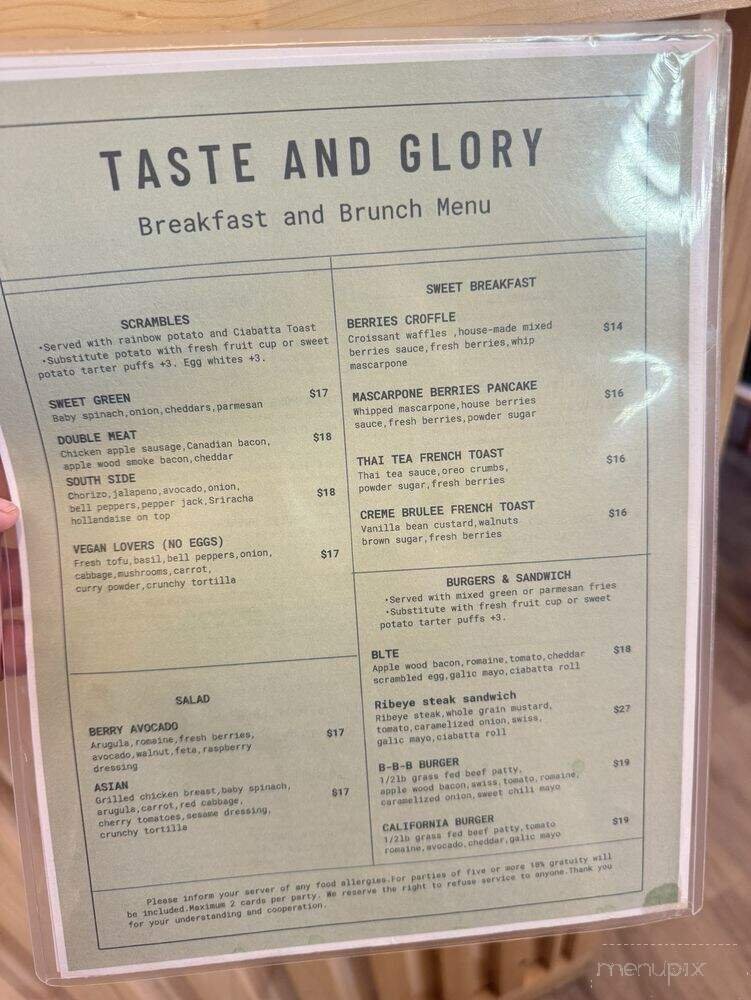 TASTE AND GLORY
Breakfast and Brunch Menu
SCRAMBLES
•Served with rainbow potato and Ciabatta Toast
•Substitute potato with fresh fruit cup or sweet
potato tarter puffs +3. Egg whites +3.
SWEET GREEN $17
Baby spinach,onion,cheddars,parmesan
DOUBLE MEAT $18
Chicken apple sausage,Canadian bacon,
apple wood smoke bacon,cheddar
SOUTH SIDE
Chorizo,jalapeno,avocado,onion, $18
bell peppers,pepper jack,Sriracha
hollandaise on top
VEGAN LOVERS (NO EGGS) $17
Fresh tofu,basil,bell peppers,onion,
cabbage,mushrooms,carrot,
curry powder,crunchy tortilla
SALAD
BERRY AVOCADO $17
Arugula,romaine,fresh berries,
avocado,walnut,feta,raspberry
dressing
ASIAN $17
Grilled chicken breast,baby spinach,
arugula,carrot,red cabbage,
cherry tomatoes,sesame dressing,
crunchy tortilla
SWEET BREAKFAST
BERRIES CROFFLE $14
Croissant waffles ,house-made mixed
berries sauce,fresh berries,whip
mascarpone
MASCARPONE BERRIES PANCAKE $16
Whipped mascarpone,house berries
sauce,fresh berries,powder sugar
THAI TEA FRENCH TOAST $16
Thai tea sauce,oreo crumbs,
powder sugar,fresh berries
CREME BRULEE FRENCH TOAST $16
Vanilla bean custard,walnuts
brown sugar,fresh berries
BURGERS & SANDWICH
•Served with mixed green or parmesan fries
•Substitute with fresh fruit cup or sweet
potato tarter puffs +3.
BLTE $18
Apple wood bacon,romaine,tomato,cheddar
scrambled egg,galic mayo,ciabatta roll
Ribeye steak sandwich $27
Ribeye steak,whole grain mustard,
tomato,caramelized onion,swiss,
galic mayo,ciabatta roll
B-B-B BURGER $19
1/2lb grass fed beef patty,
apple wood bacon,swiss,tomato,romaine,
caramelized onion,sweet chili mayo
CALIFORNIA BURGER $19
1/2lb grass fed beef patty,tomato
romaine,avocado,cheddar,galic mayo
Please inform your server of any food allergies.For parties of five or more 18% gratuity will
be included.Maximum 2 cards per party. We reserve the right to refuse service to anyone.Thank you
for your understanding and cooperation.
menupix